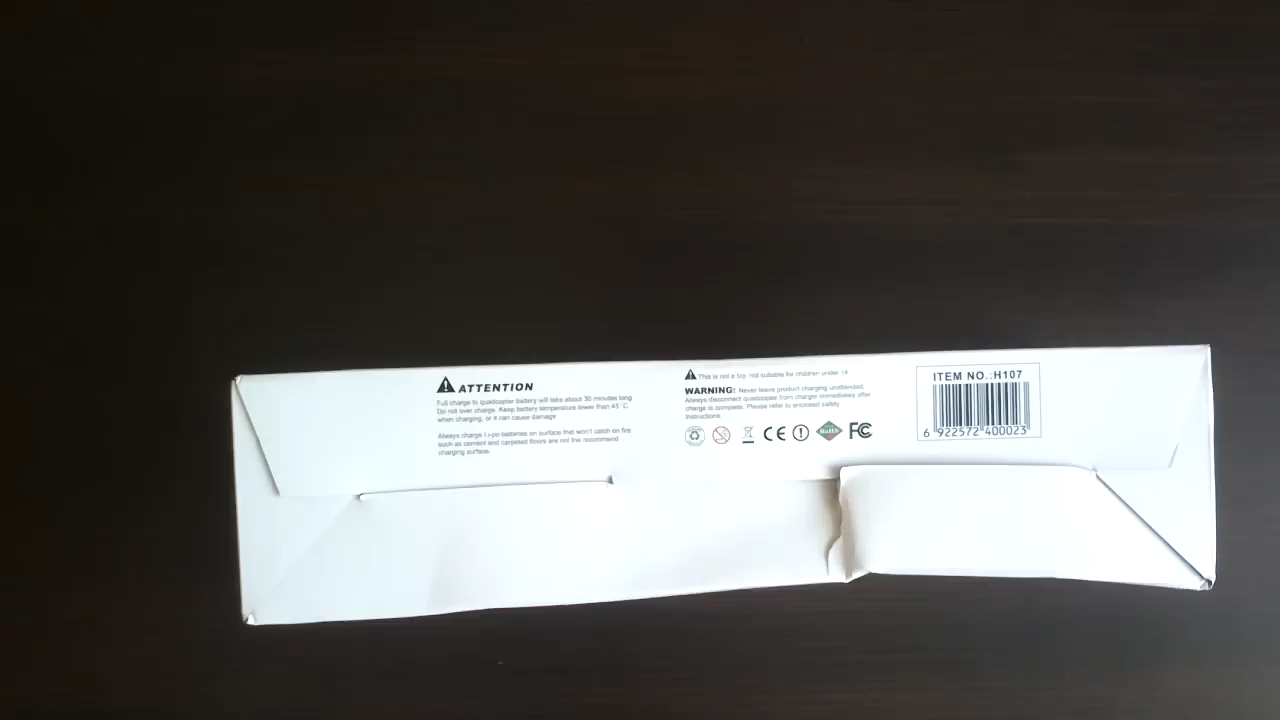 ATTENTION
Full charge to quadcopter battery will take about 30 minutes long
Do not over charge. Keep battery temperature lower than 45°C
when charging, or it can cause damage
Always charge Li-po batteries on surface that won't catch on fire
such as cement and carpeted floors are not the recommend
charging surface.
This is not a toy not suitable for children under 14
WARNING: Never leave product charging unattended.
Always disconnect quadcopter from charger immediately after
charge is complete. Please refer to enclosed safety
instructions.
CE RoHS FC
ITEM NO.:H107
6 922572 400023